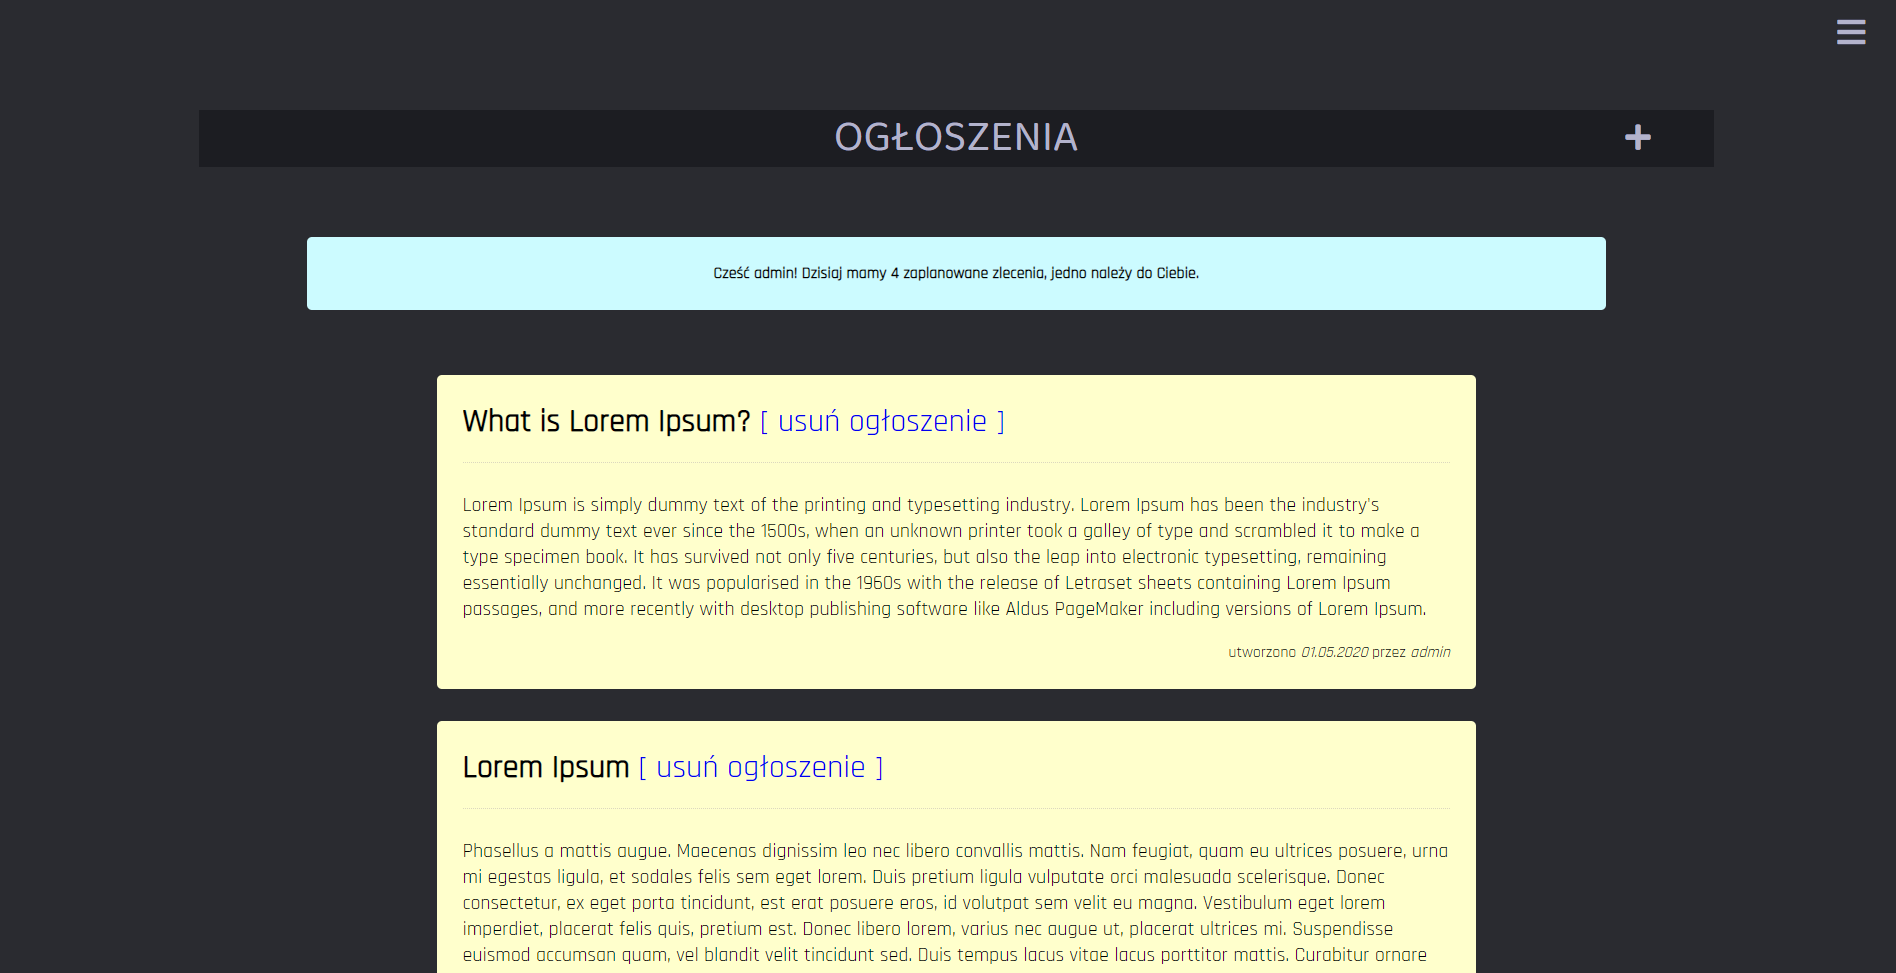 OGŁOSZENIA
Cześć admin! Dzisiaj mamy 4 zaplanowane zlecenia, jedno należy do Ciebie.
What is Lorem Ipsum? [ usuń ogłoszenie ]
Lorem Ipsum is simply dummy text of the printing and typesetting industry. Lorem Ipsum has been the industry's
standard dummy text ever since the 1500s, when an unknown printer took a galley of type and scrambled it to make a
type specimen book. It has survived not only five centuries, but also the leap into electronic typesetting, remaining
essentially unchanged. It was popularised in the 1960s with the release of Letraset sheets containing Lorem Ipsum
passages, and more recently with desktop publishing software like Aldus PageMaker including versions of Lorem Ipsum.
utworzono 01.05.2020 przez admin
Lorem Ipsum [ usuń ogłoszenie ]
Phasellus a mattis augue. Maecenas dignissim leo nec libero convallis mattis. Nam feugiat, quam eu ultrices posuere, urna
mi egestas ligula, et sodales felis sem eget lorem. Duis pretium ligula vulputate orci malesuada scelerisque. Donec
consectetur, ex eget porta tincidunt, est erat posuere eros, id volutpat sem velit eu magna. Vestibulum eget lorem
imperdiet, placerat felis quis, pretium est. Donec libero lorem, varius nec augue ut, placerat ultrices mi. Suspendisse
euismod accumsan quam, vel blandit velit tincidunt sed. Duis tempus lacus vitae lacus porttitor mattis. Curabitur ornare